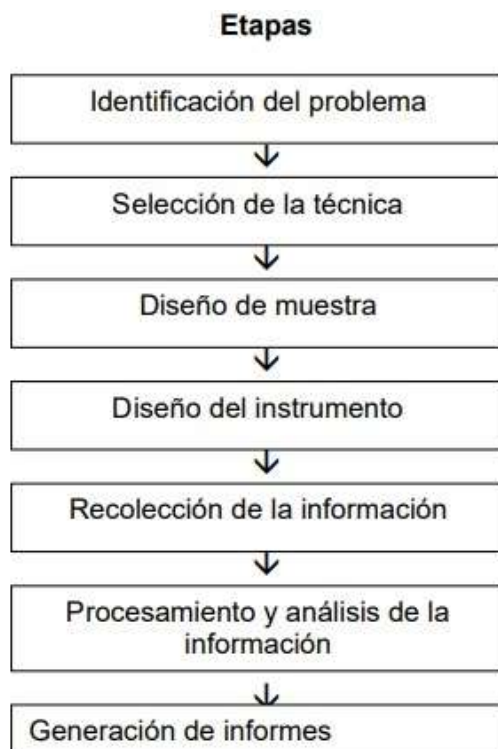 Etapas
Identificación del problema
Selección de la técnica
Diseño de muestra
Diseño del instrumento
Recolección de la información
Procesamiento y análisis de la
información
Generación de informes